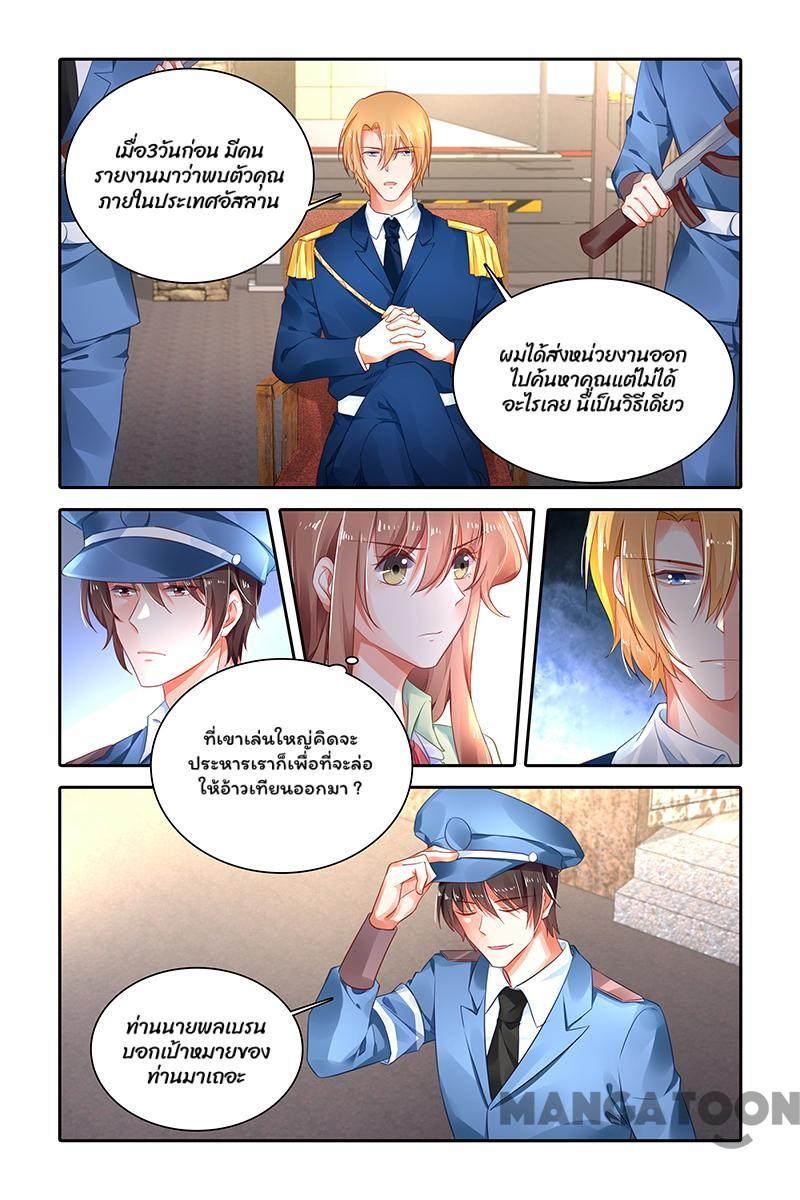 เมื่อ3วันก่อน มีคน
รายงานมาว่าพบตัวคุณ
ภายในประเทศอัสลาน
ผมได้ส่งหน่วยงานออก
ไปค้นหาคุณแต่ไม่ได้
อะไรเลย นี่เป็นวิธีเดียว
ที่เขาเล่นใหญ่คิดจะ
ประหารเราก็เพื่อที่จะล่อ
ให้อ้าวเทียนออกมา ?
ท่านนายพลเบรน
บอกเป้าหมายของ
ท่านมาเถอะ
MANGATOON